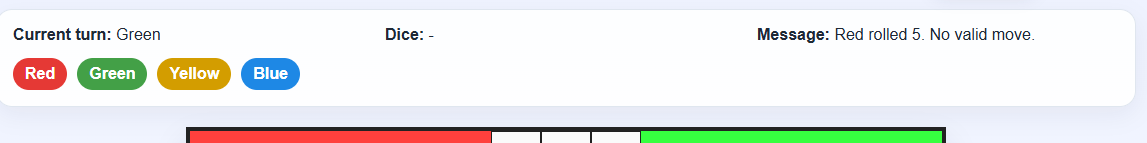 Current turn: Green Dice: - Message: Red rolled 5. No valid move.
Red Green Yellow Blue